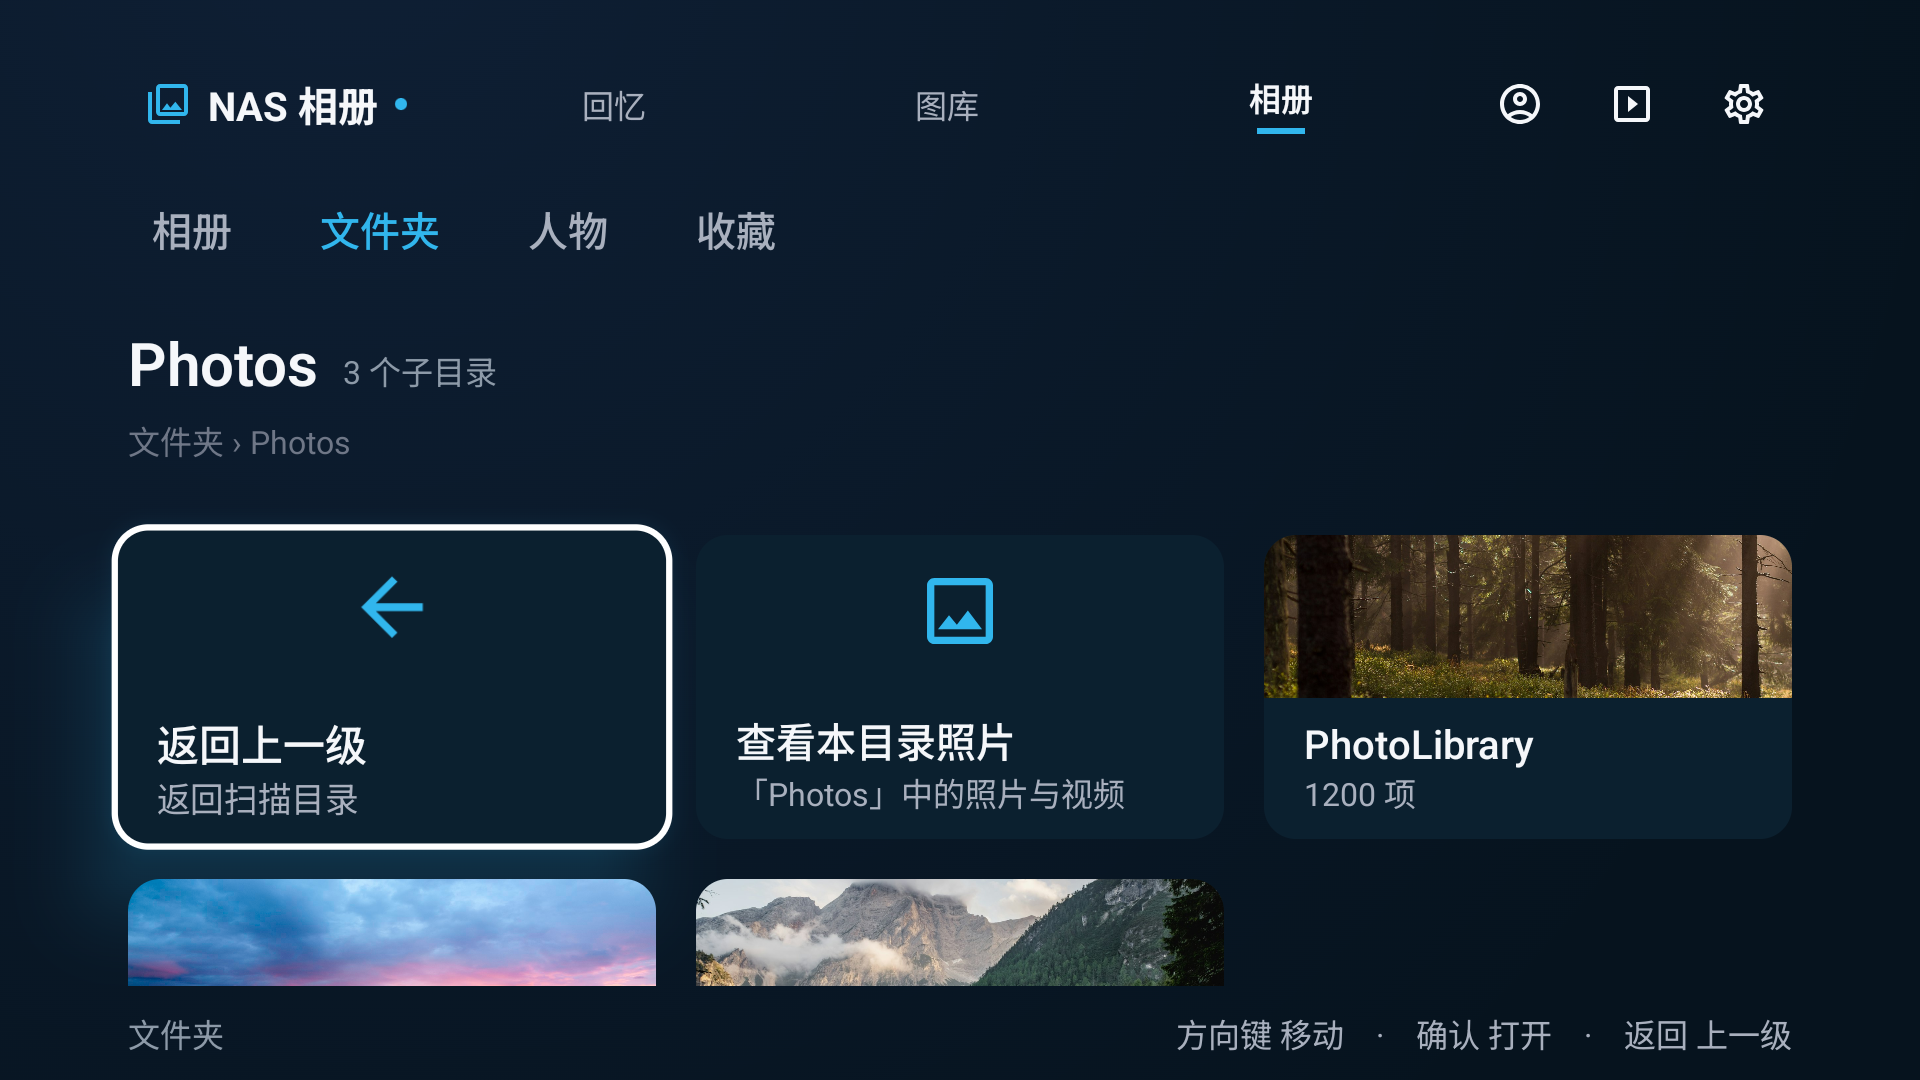 NAS 相册
回忆
图库
相册
相册
文件夹
人物
收藏
Photos 3 个子目录
文件夹 › Photos
返回上一级
返回扫描目录
查看本目录照片
「Photos」中的照片与视频
PhotoLibrary
1200 项
文件夹
方向键 移动 · 确认 打开 · 返回 上一级